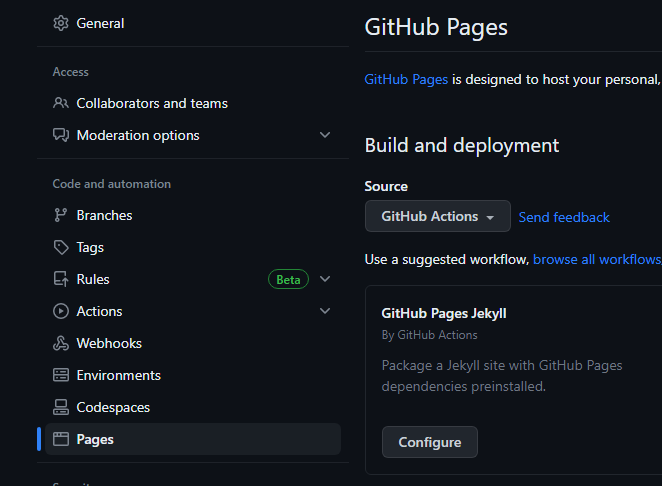 General
Access
Collaborators and teams
Moderation options
Code and automation
Branches
Tags
Rules Beta
Actions
Webhooks
Environments
Codespaces
Pages
GitHub Pages
GitHub Pages is designed to host your personal,
Build and deployment
Source
GitHub Actions Send feedback
Use a suggested workflow, browse all workflows
GitHub Pages Jekyll
By GitHub Actions
Package a Jekyll site with GitHub Pages
dependencies preinstalled.
Configure